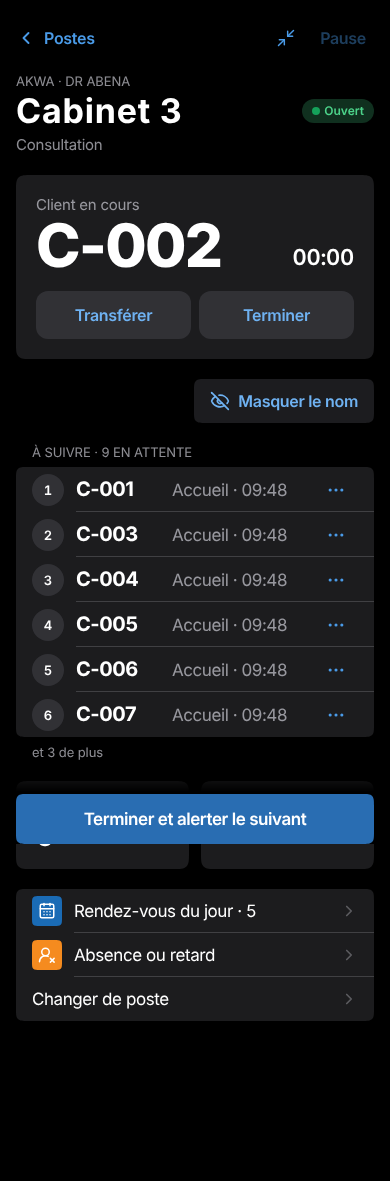 Postes
Pause
AKWA · DR ABENA
Cabinet 3
Ouvert
Consultation
Client en cours
C-002
00:00
Transférer
Terminer
Masquer le nom
À SUIVRE · 9 EN ATTENTE
1 C-001 Accueil · 09:48
2 C-003 Accueil · 09:48
3 C-004 Accueil · 09:48
4 C-005 Accueil · 09:48
5 C-006 Accueil · 09:48
6 C-007 Accueil · 09:48
et 3 de plus
Terminer et alerter le suivant
Rendez-vous du jour · 5
Absence ou retard
Changer de poste